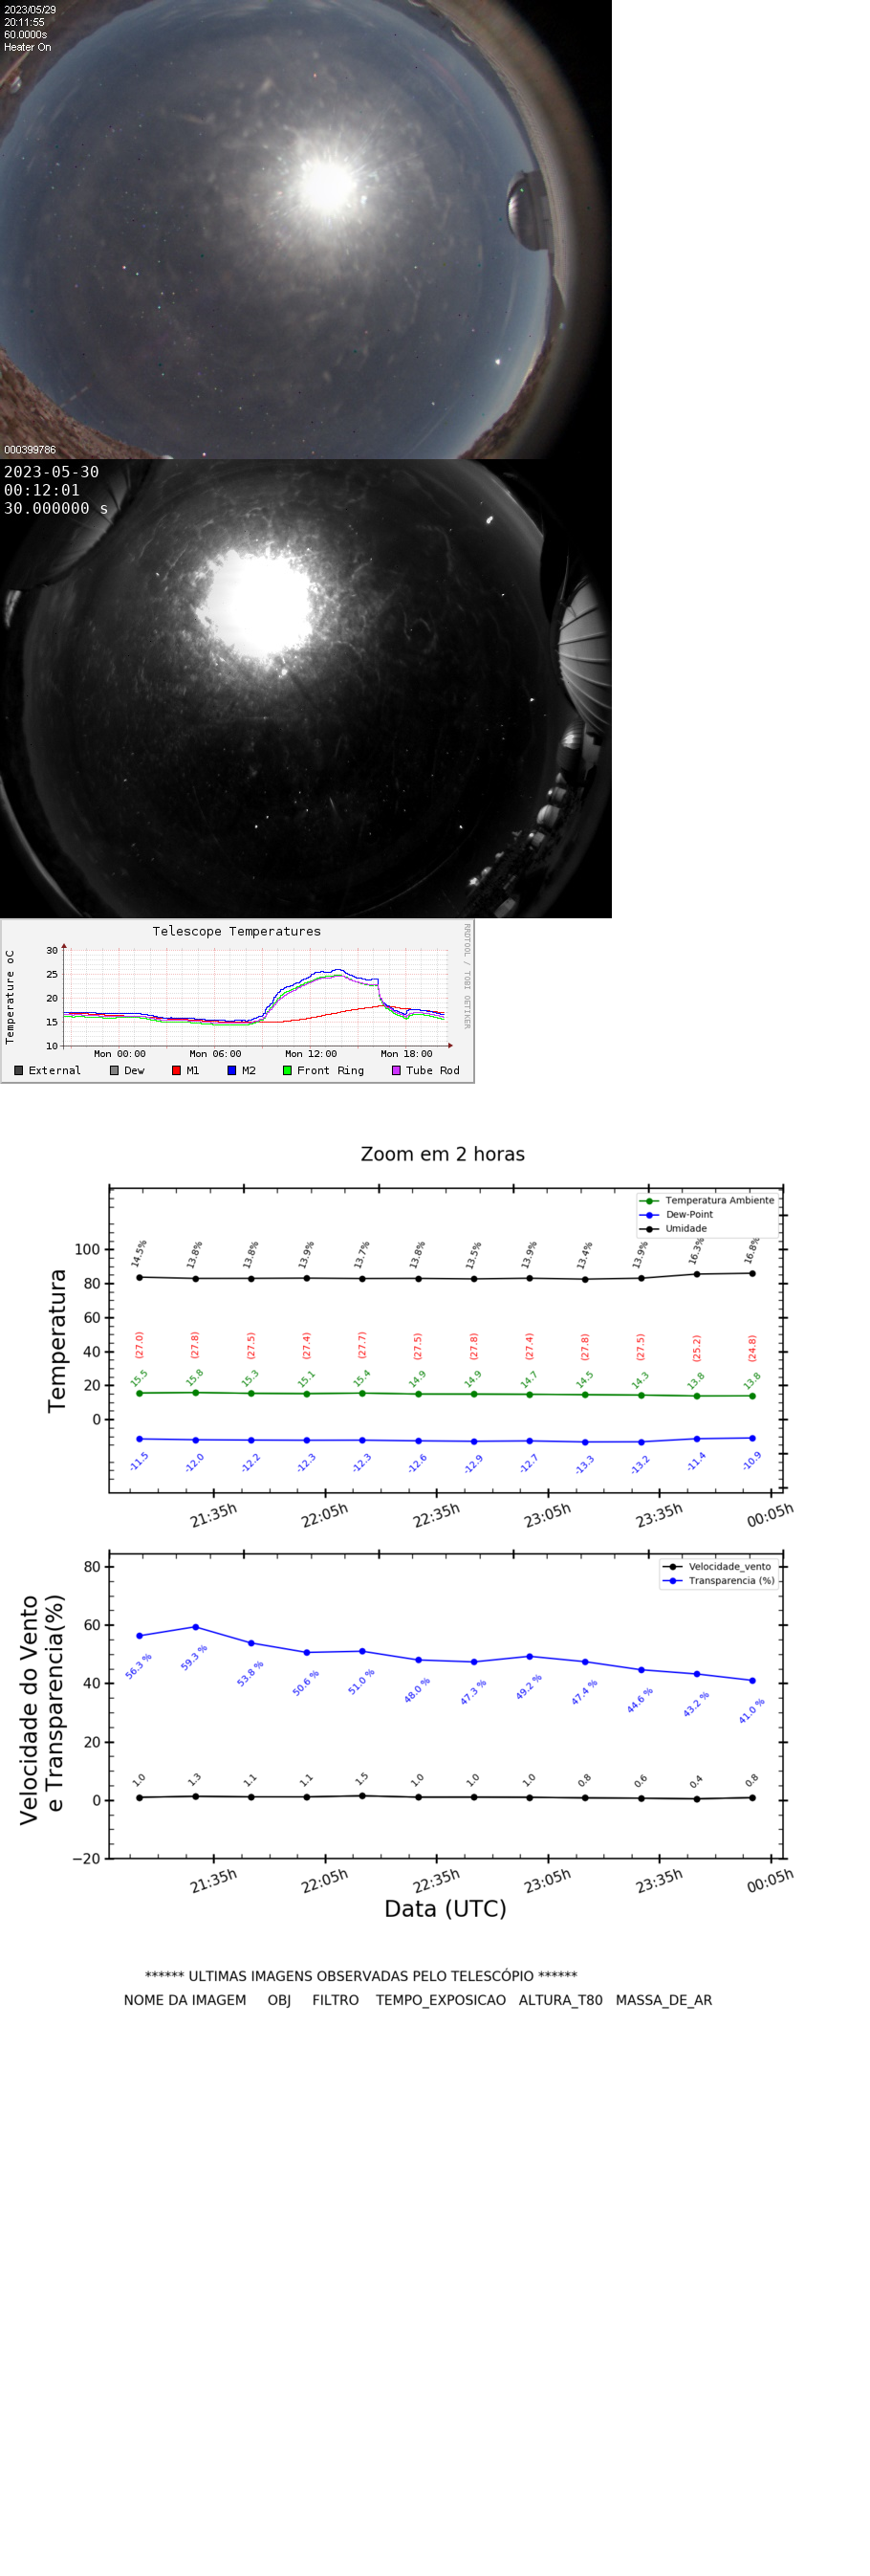 2023/05/29
20:11:55
60.0000s
Heater On
000399786
2023-05-30
00:12:01
30.000000 s
Telescope Temperatures
RRDTOOL / TOBI OETIKER
Temperature oC
30
25
20
15
10
Mon 00:00 Mon 06:00 Mon 12:00 Mon 18:00
External Dew M1 M2 Front Ring Tube Rod
Zoom em 2 horas
Temperatura Ambiente
Dew-Point
Umidade
Temperatura
100
80
60
40
20
0
14.5% 13.8% 13.8% 13.9% 13.7% 13.8% 13.5% 13.9% 13.4% 13.9% 16.3% 16.8%
(27.0) (27.8) (27.5) (27.4) (27.7) (27.5) (27.8) (27.4) (27.8) (27.5) (25.2) (24.8)
15.5 15.8 15.3 15.1 15.4 14.9 14.9 14.7 14.5 14.3 13.8 13.8
-11.5 -12.0 -12.2 -12.3 -12.3 -12.6 -12.9 -12.7 -13.3 -13.2 -11.4 -10.9
21:35h 22:05h 22:35h 23:05h 23:35h 00:05h
Velocidade_vento
Transparencia (%)
Velocidade do Vento
e Transparencia(%)
80
60
40
20
0
−20
56.3 % 59.3 % 53.8 % 50.6 % 51.0 % 48.0 % 47.3 % 49.2 % 47.4 % 44.6 % 43.2 % 41.0 %
1.0 1.3 1.1 1.1 1.5 1.0 1.0 1.0 0.8 0.6 0.4 0.8
21:35h 22:05h 22:35h 23:05h 23:35h 00:05h
Data (UTC)
****** ULTIMAS IMAGENS OBSERVADAS PELO TELESCÓPIO ******
NOME DA IMAGEM OBJ FILTRO TEMPO_EXPOSICAO ALTURA_T80 MASSA_DE_AR